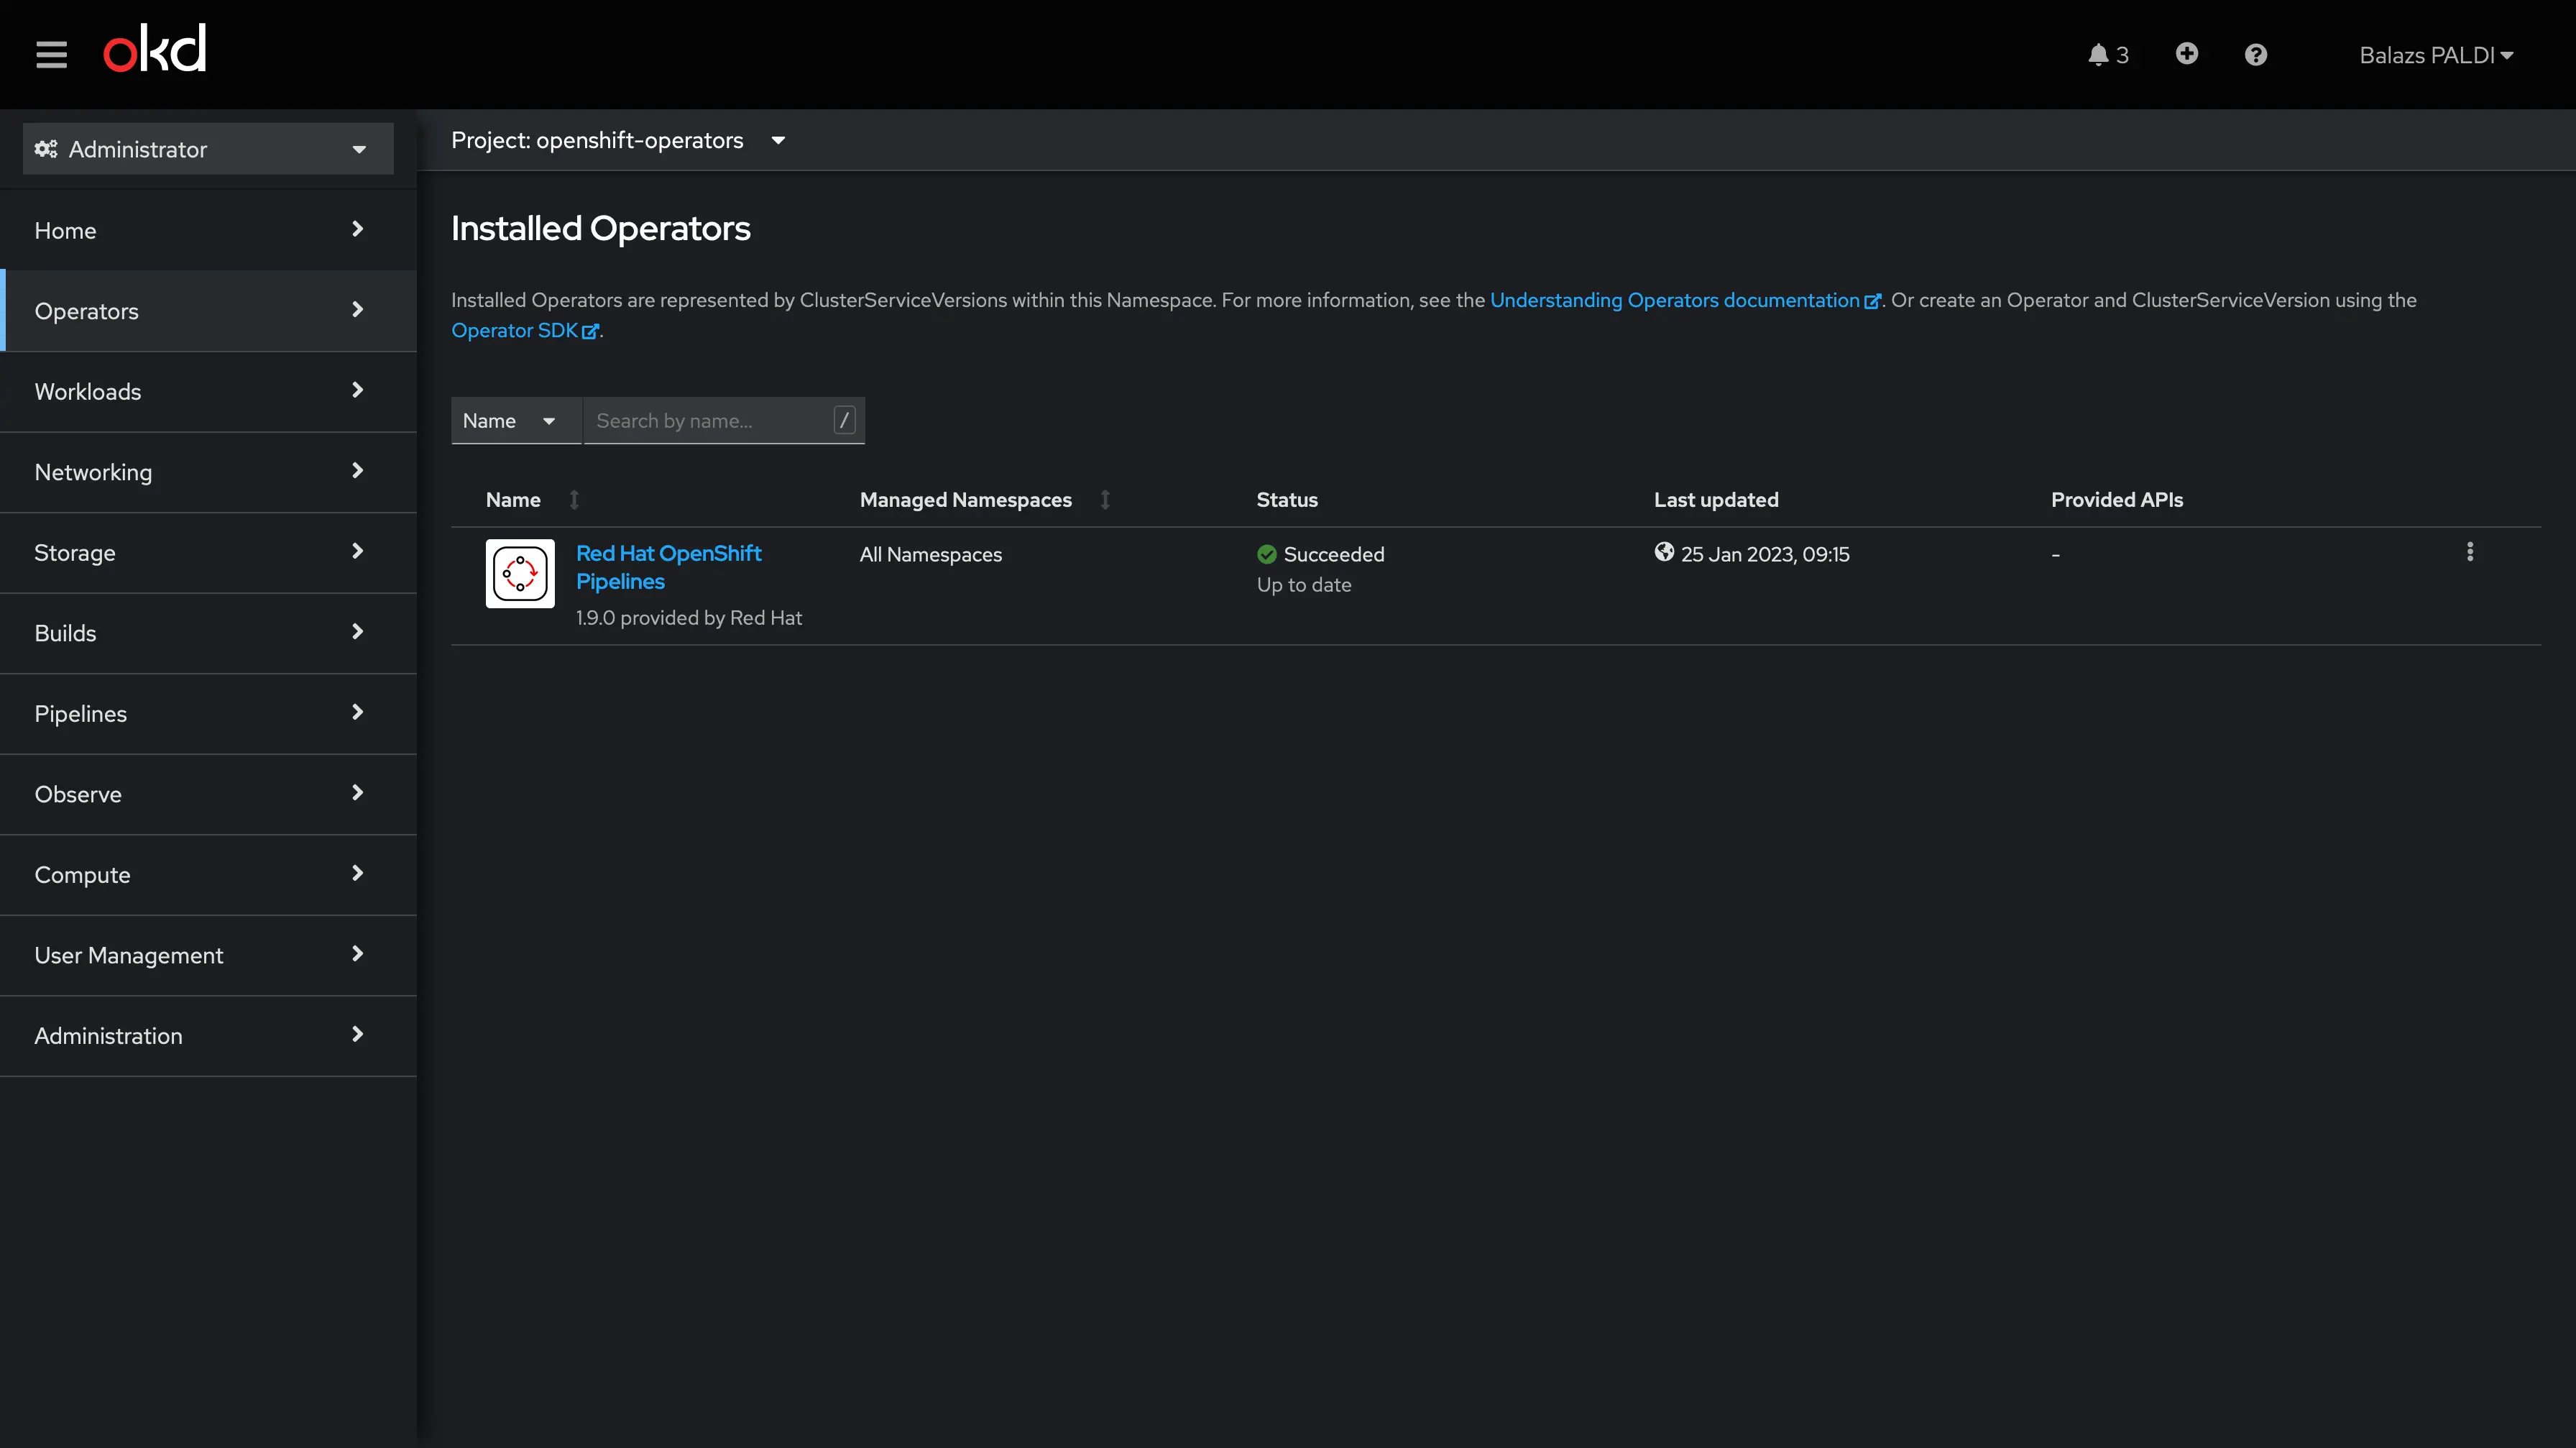 okd
3
Balazs PALDI
Administrator
Home
Operators
Workloads
Networking
Storage
Builds
Pipelines
Observe
Compute
User Management
Administration
Project: openshift-operators
Installed Operators
Installed Operators are represented by ClusterServiceVersions within this Namespace. For more information, see the Understanding Operators documentation. Or create an Operator and ClusterServiceVersion using the
Operator SDK.
Name Search by name... /
Name Managed Namespaces Status Last updated Provided APIs
Red Hat OpenShift All Namespaces Succeeded 25 Jan 2023, 09:15 -
Pipelines Up to date
1.9.0 provided by Red Hat